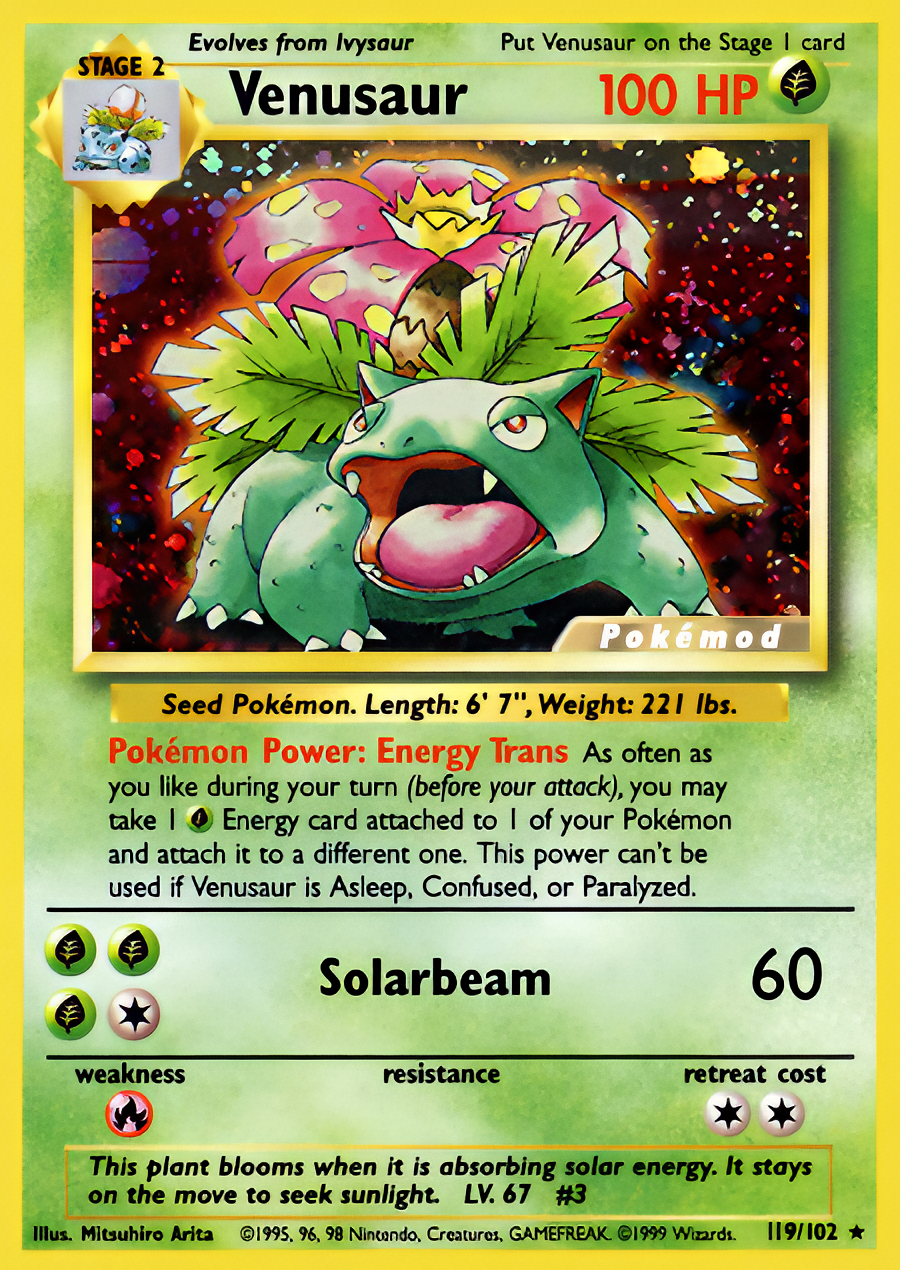 Evolves from Ivysaur Put Venusaur on the Stage 1 card
STAGE 2
Venusaur 100 HP
Pokémod
Seed Pokémon. Length: 6' 7", Weight: 221 lbs.
Pokémon Power: Energy Trans As often as
you like during your turn (before your attack), you may
take 1 Energy card attached to 1 of your Pokémon
and attach it to a different one. This power can't be
used if Venusaur is Asleep, Confused, or Paralyzed.
Solarbeam 60
weakness resistance retreat cost
This plant blooms when it is absorbing solar energy. It stays
on the move to seek sunlight. LV. 67 #3
Illus. Mitsuhiro Arita ©1995, 96, 98 Nintendo, Creatures, GAMEFREAK. ©1999 Wizards. 119/102 ★